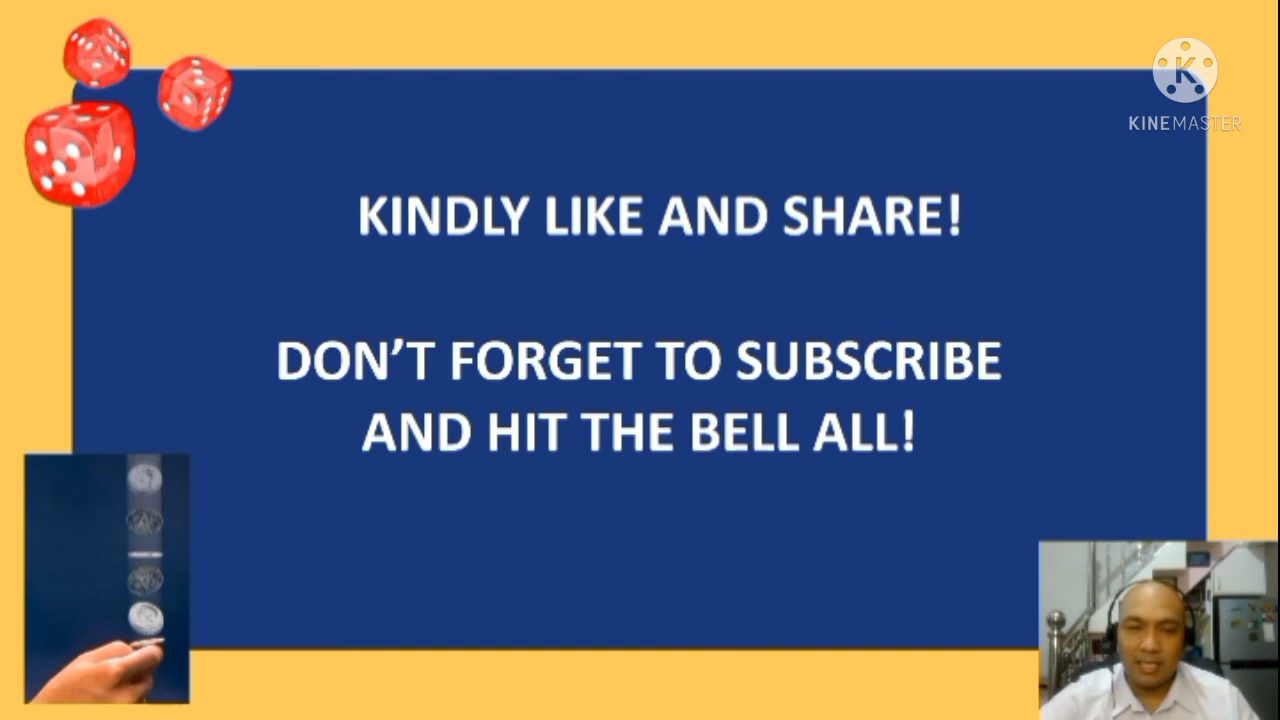 KINEMASTER
KINDLY LIKE AND SHARE!
DON’T FORGET TO SUBSCRIBE
AND HIT THE BELL ALL!